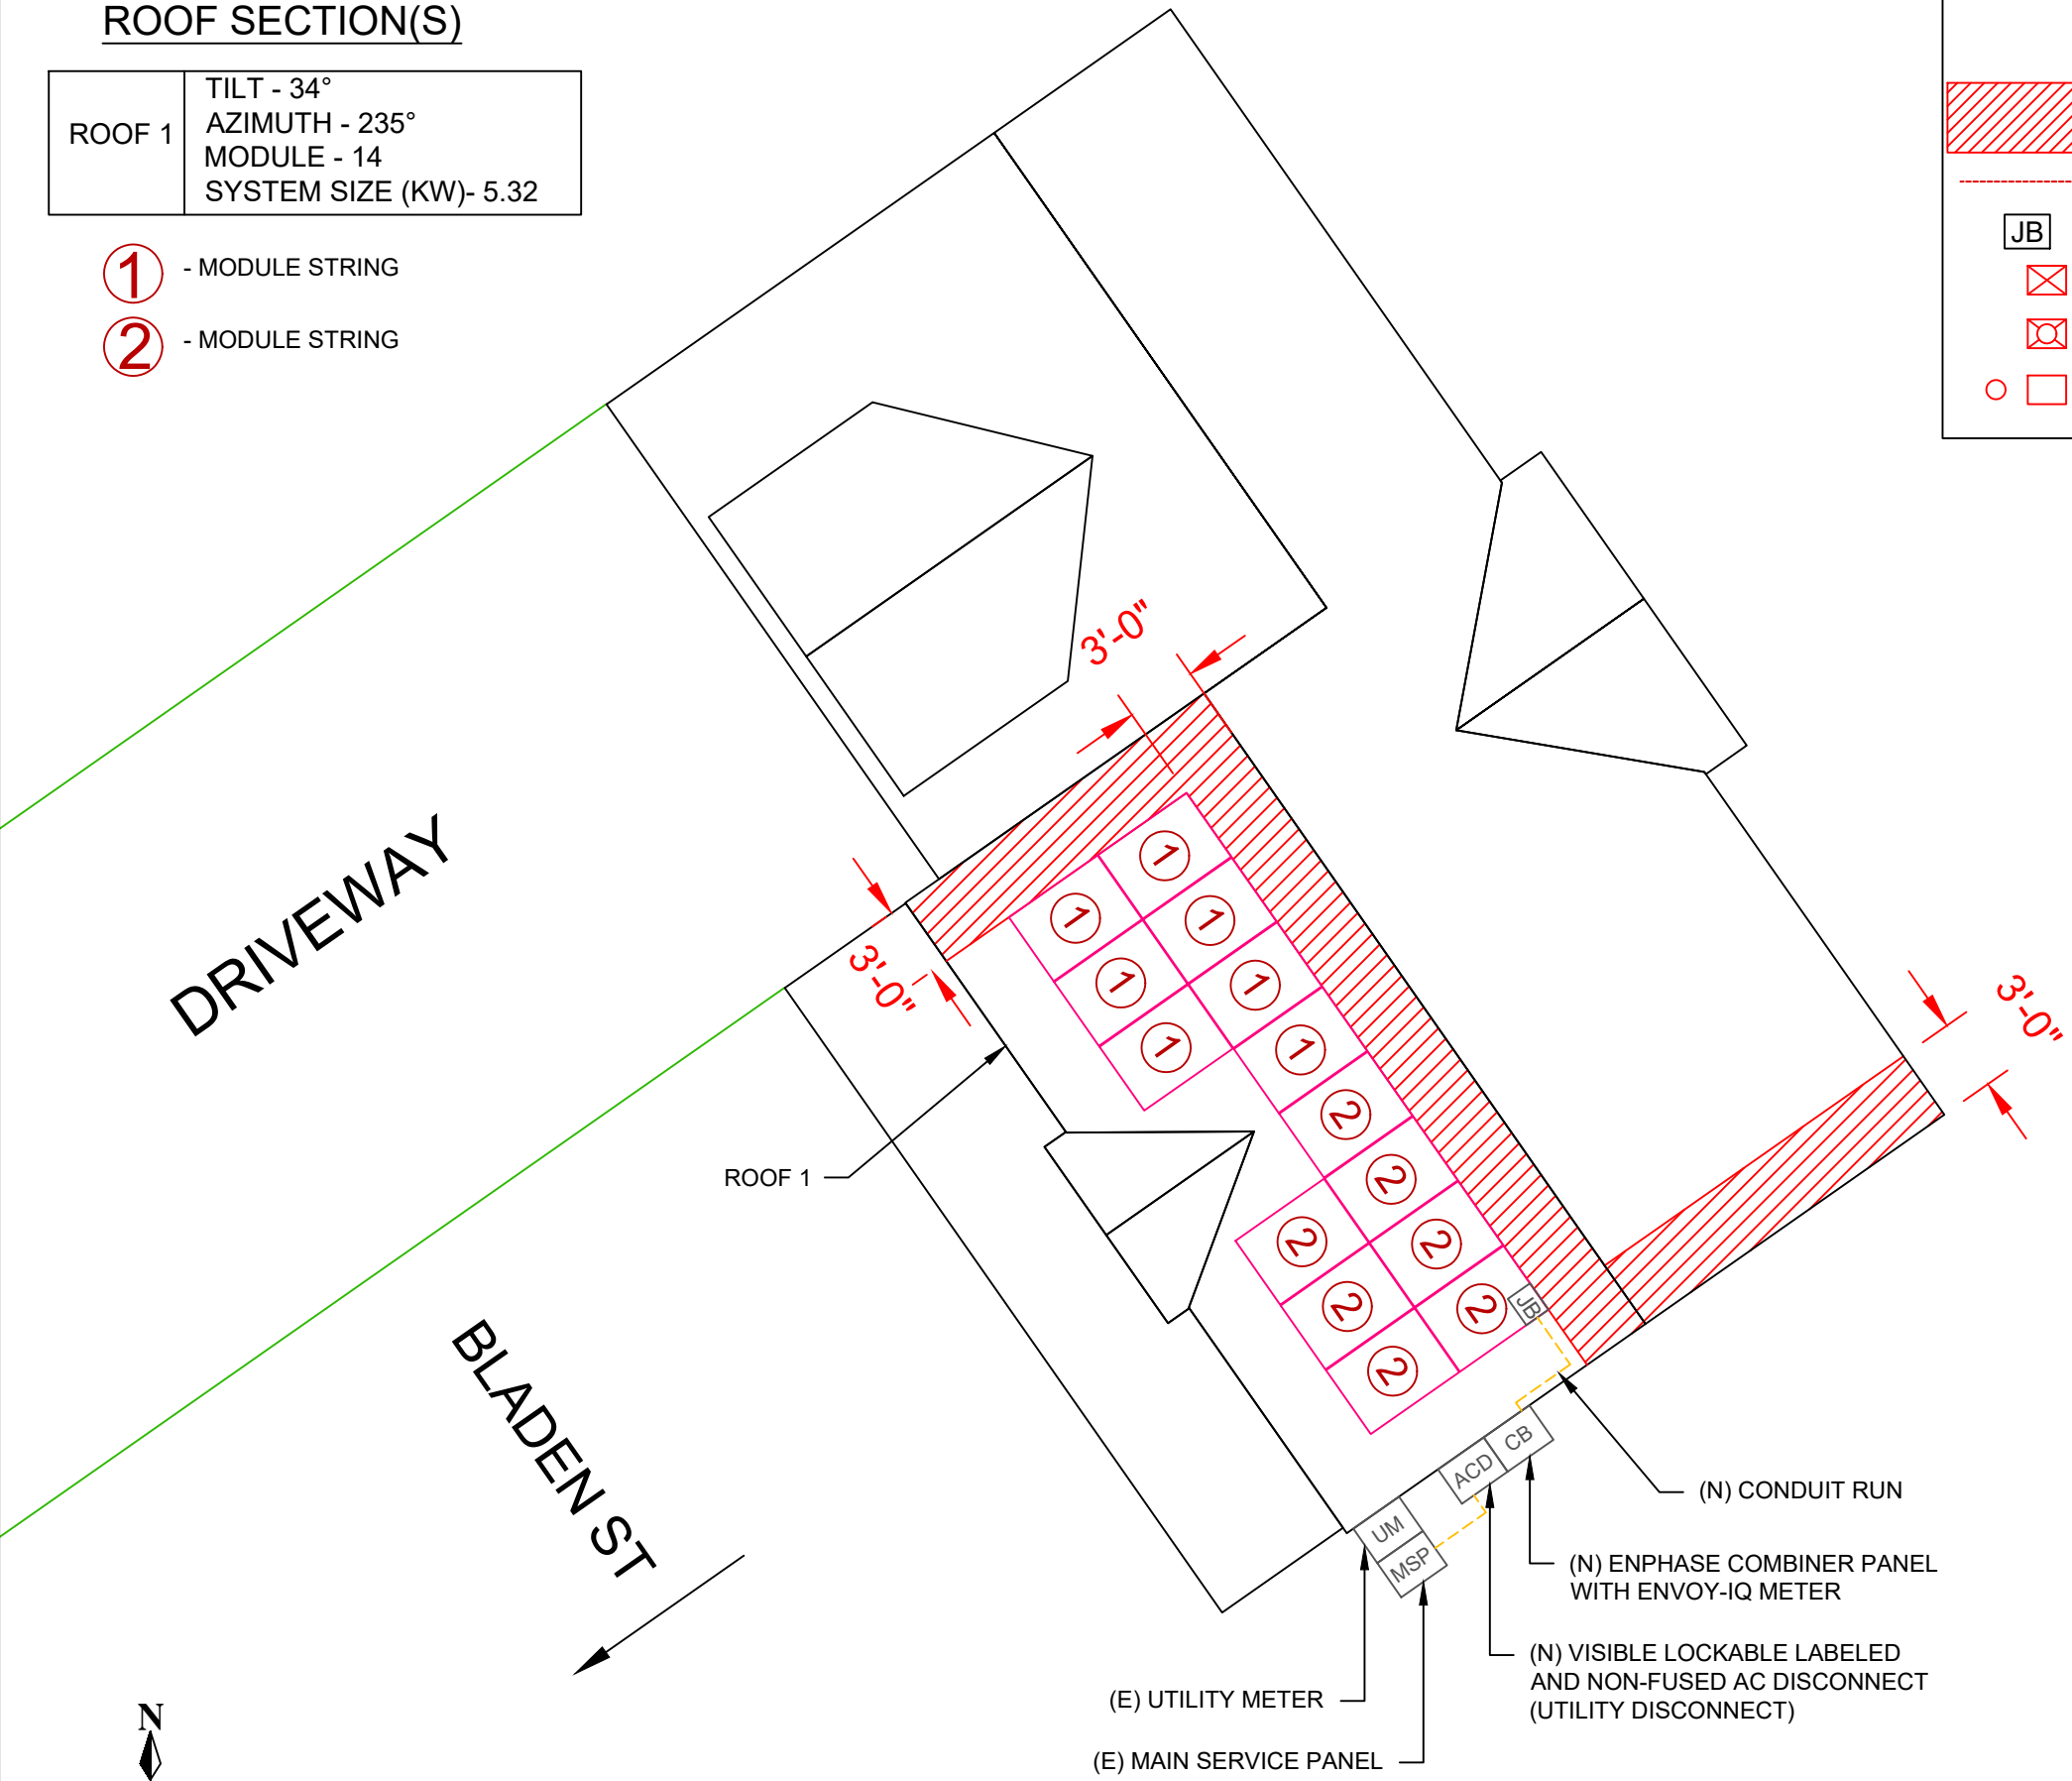 ROOF SECTION(S)
ROOF 1
TILT - 34°
AZIMUTH - 235°
MODULE - 14
SYSTEM SIZE (KW)- 5.32
1 - MODULE STRING
2 - MODULE STRING
JB
3'-0"
3'-0"
3'-0"
DRIVEWAY
1
1
1
1
1
1
1
2
2
2
2
2
2
2
JB
ROOF 1
BLADEN ST
CB
ACD
UM
MSP
(N) CONDUIT RUN
(N) ENPHASE COMBINER PANEL
WITH ENVOY-IQ METER
(N) VISIBLE LOCKABLE LABELED
AND NON-FUSED AC DISCONNECT
(UTILITY DISCONNECT)
(E) UTILITY METER
(E) MAIN SERVICE PANEL
N